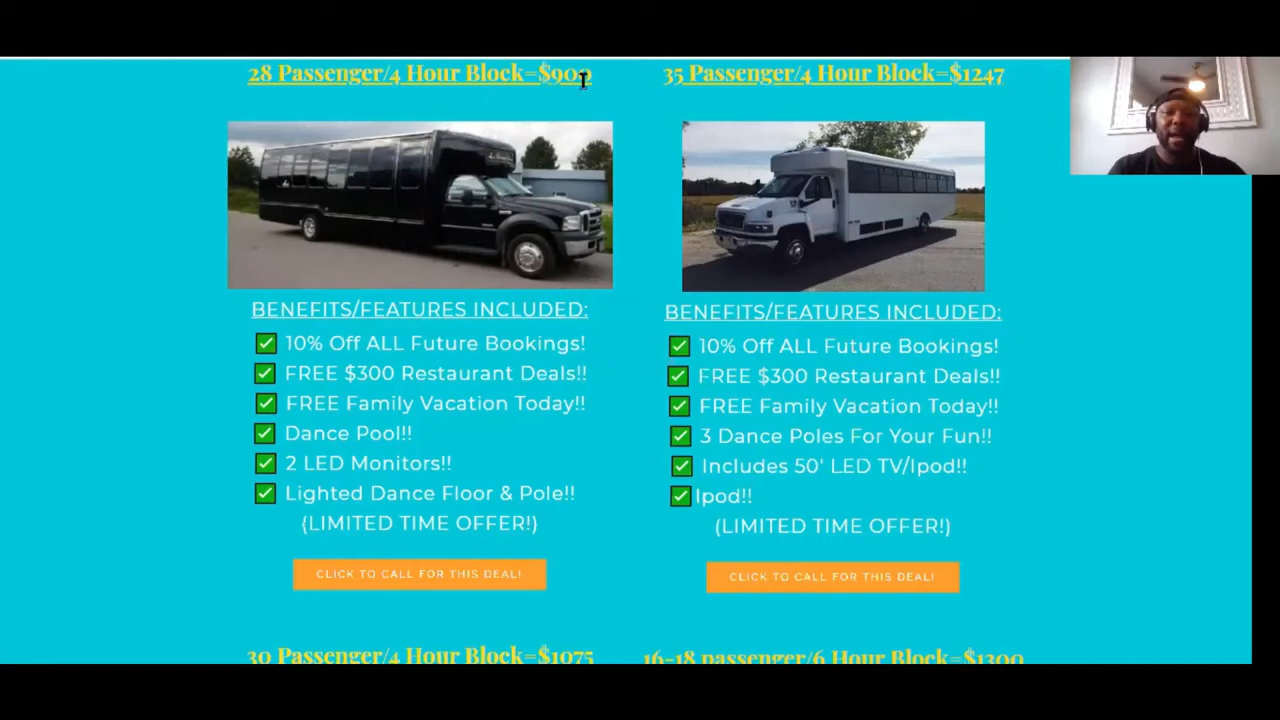 28 Passenger/4 Hour Block=$900
35 Passenger/4 Hour Block=$1247
BENEFITS/FEATURES INCLUDED:
10% Off ALL Future Bookings!
FREE $300 Restaurant Deals!!
FREE Family Vacation Today!!
Dance Pool!!
2 LED Monitors!!
Lighted Dance Floor & Pole!!
(LIMITED TIME OFFER!)
CLICK TO CALL FOR THIS DEAL!
BENEFITS/FEATURES INCLUDED:
10% Off ALL Future Bookings!
FREE $300 Restaurant Deals!!
FREE Family Vacation Today!!
3 Dance Poles For Your Fun!!
Includes 50' LED TV/Ipod!!
Ipod!!
(LIMITED TIME OFFER!)
CLICK TO CALL FOR THIS DEAL!
30 Passenger/4 Hour Block=$1075
16-18 passenger/6 Hour Block=$1300